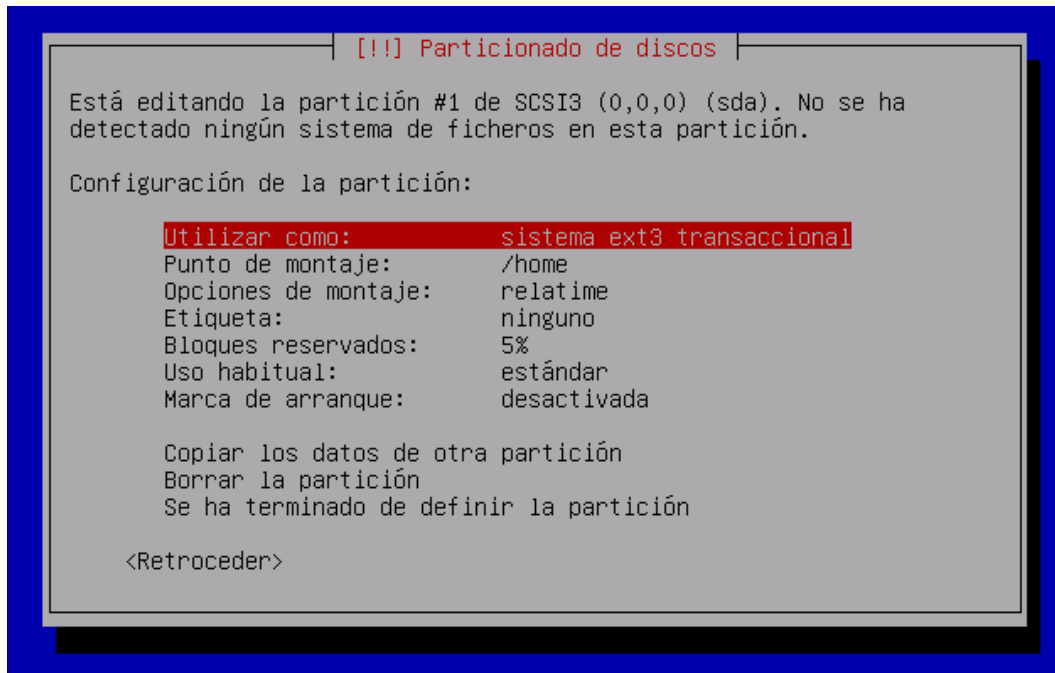 [!!] Particionado de discos
Está editando la partición #1 de SCSI3 (0,0,0) (sda). No se ha
detectado ningún sistema de ficheros en esta partición.
Configuración de la partición:
Utilizar como: sistema ext3 transaccional
Punto de montaje: /home
Opciones de montaje: relatime
Etiqueta: ninguno
Bloques reservados: 5%
Uso habitual: estándar
Marca de arranque: desactivada
Copiar los datos de otra partición
Borrar la partición
Se ha terminado de definir la partición
<Retroceder>